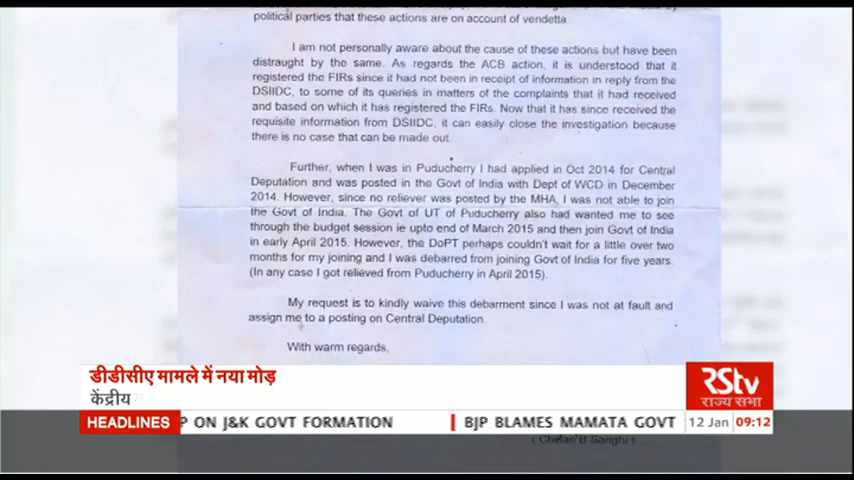 political parties that these actions are on account of vendetta.
I am not personally aware about the cause of these actions but have been
distraught by the same. As regards the ACB action, it is understood that it
registered the FIRs since it had not been in receipt of information in reply from the
DSIIDC, to some of its queries in matters of the complaints that it had received
and based on which it has registered the FIRs. Now that it has since received the
requisite information from DSIIDC, it can easily close the investigation because
there is no case that can be made out.
Further, when I was in Puducherry I had applied in Oct 2014 for Central
Deputation and was posted in the Govt of India with Dept of WCD in December
2014. However, since no reliever was posted by the MHA, I was not able to join
the Govt of India. The Govt of UT of Puducherry also had wanted me to see
through the budget session ie upto end of March 2015 and then join Govt of India
in early April 2015. However, the DoPT perhaps couldn't wait for a little over two
months for my joining and I was debarred from joining Govt of India for five years.
(In any case I got relieved from Puducherry in April 2015).
My request is to kindly waive this debarment since I was not at fault and
assign me to a posting on Central Deputation.
With warm regards,
डीडीसीए मामले में नया मोड़
केंद्रीय
RStv
राज्य सभा
HEADLINES P ON J&K GOVT FORMATION BJP BLAMES MAMATA GOVT 12 Jan 09:12
( Chetan B Sanghi )